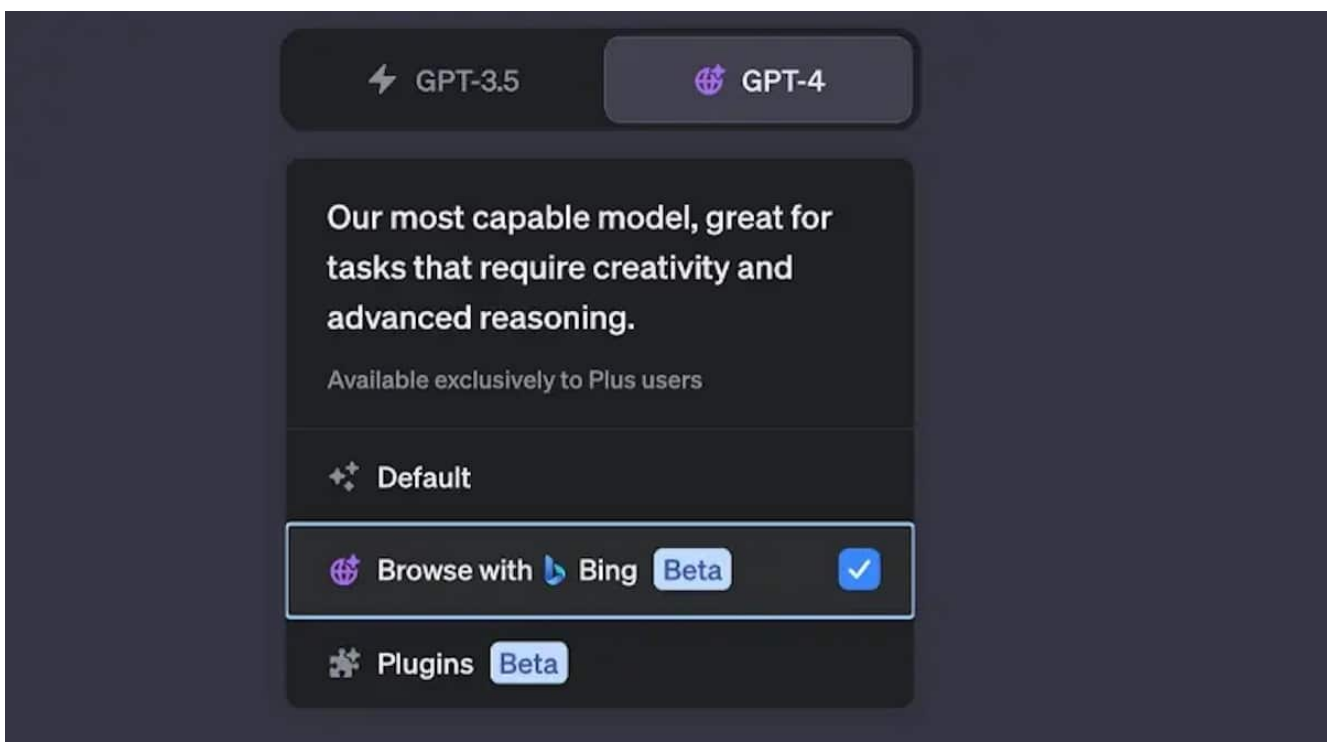 GPT-3.5
GPT-4
Our most capable model, great for
tasks that require creativity and
advanced reasoning.
Available exclusively to Plus users
Default
Browse with Bing Beta
Plugins Beta